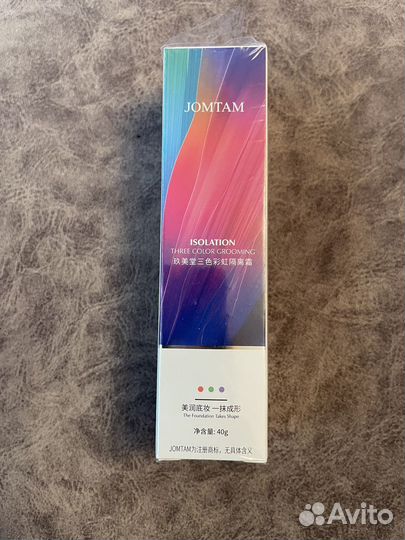 JOMTAM
ISOLATION
THREE COLOR GROOMING
玖美堂三色彩虹隔离霜
美润底妆 一抹成形
The Foundation Takes Shape
净含量: 40g
JOMTAM为注册商标，无具体含义
Avito